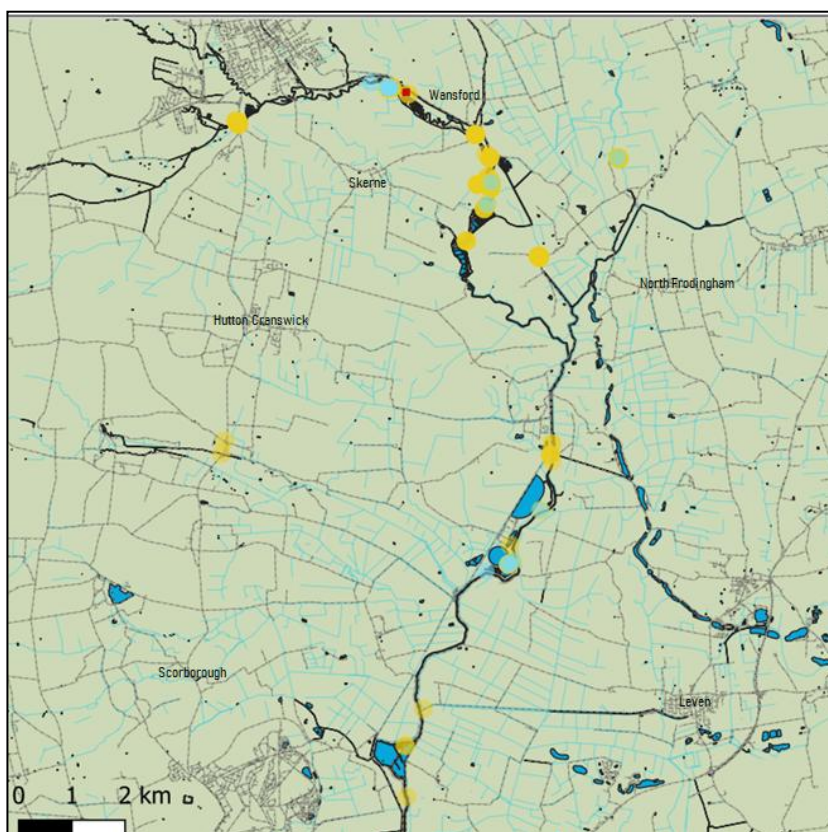 Wansford
Skerne
North Frodingham
Hutton Cranswick
Scorborough
Leven
0 1 2 km